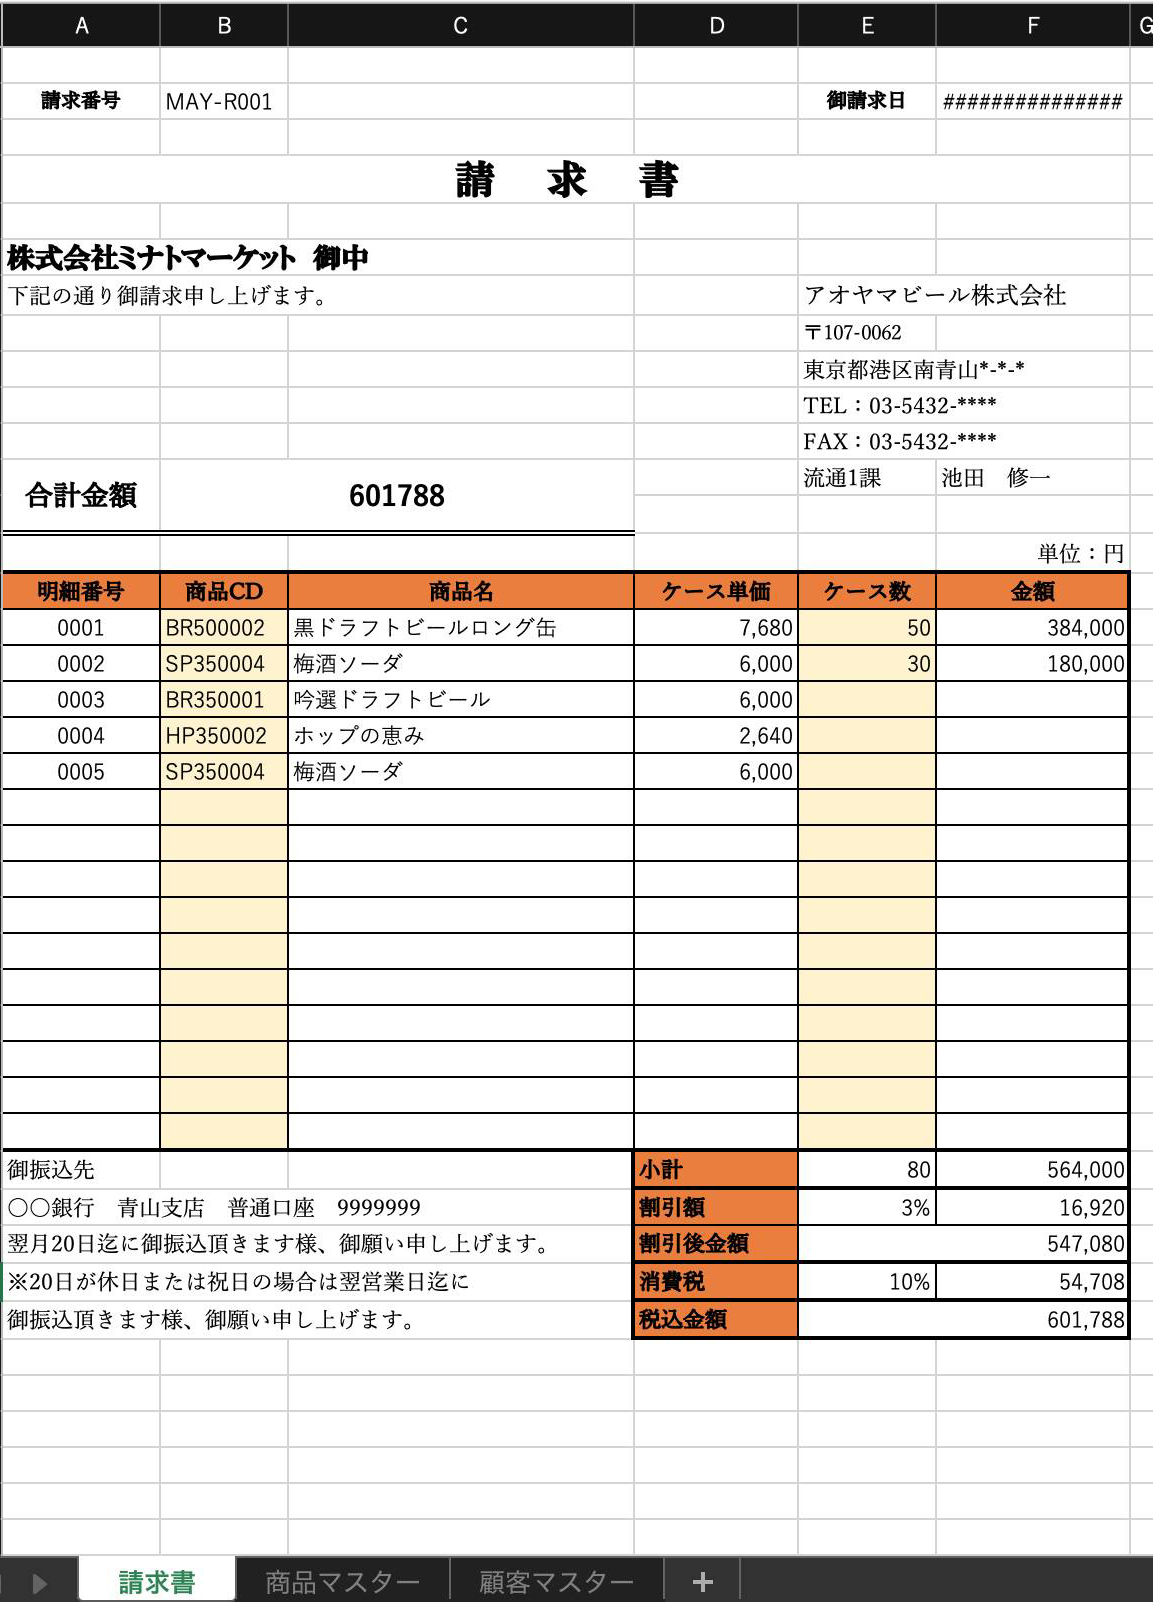 A B C D E F G
請求番号 MAY-R001 御請求日 ###############
請　求　書
株式会社ミナトマーケット　御中
下記の通り御請求申し上げます。 アオヤマビール株式会社
〒107-0062
東京都港区南青山*-*-*
TEL：03-5432-****
FAX：03-5432-****
流通1課 池田　修一
合計金額 601788
単位：円
明細番号 商品CD 商品名 ケース単価 ケース数 金額
0001 BR500002 黒ドラフトビールロング缶 7,680 50 384,000
0002 SP350004 梅酒ソーダ 6,000 30 180,000
0003 BR350001 吟選ドラフトビール 6,000
0004 HP350002 ホップの恵み 2,640
0005 SP350004 梅酒ソーダ 6,000
御振込先 小計 80 564,000
〇〇銀行　青山支店　普通口座　9999999 割引額 3% 16,920
翌月20日迄に御振込頂きます様、御願い申し上げます。 割引後金額 547,080
※20日が休日または祝日の場合は翌営業日迄に 消費税 10% 54,708
御振込頂きます様、御願い申し上げます。 税込金額 601,788
請求書 商品マスター 顧客マスター +